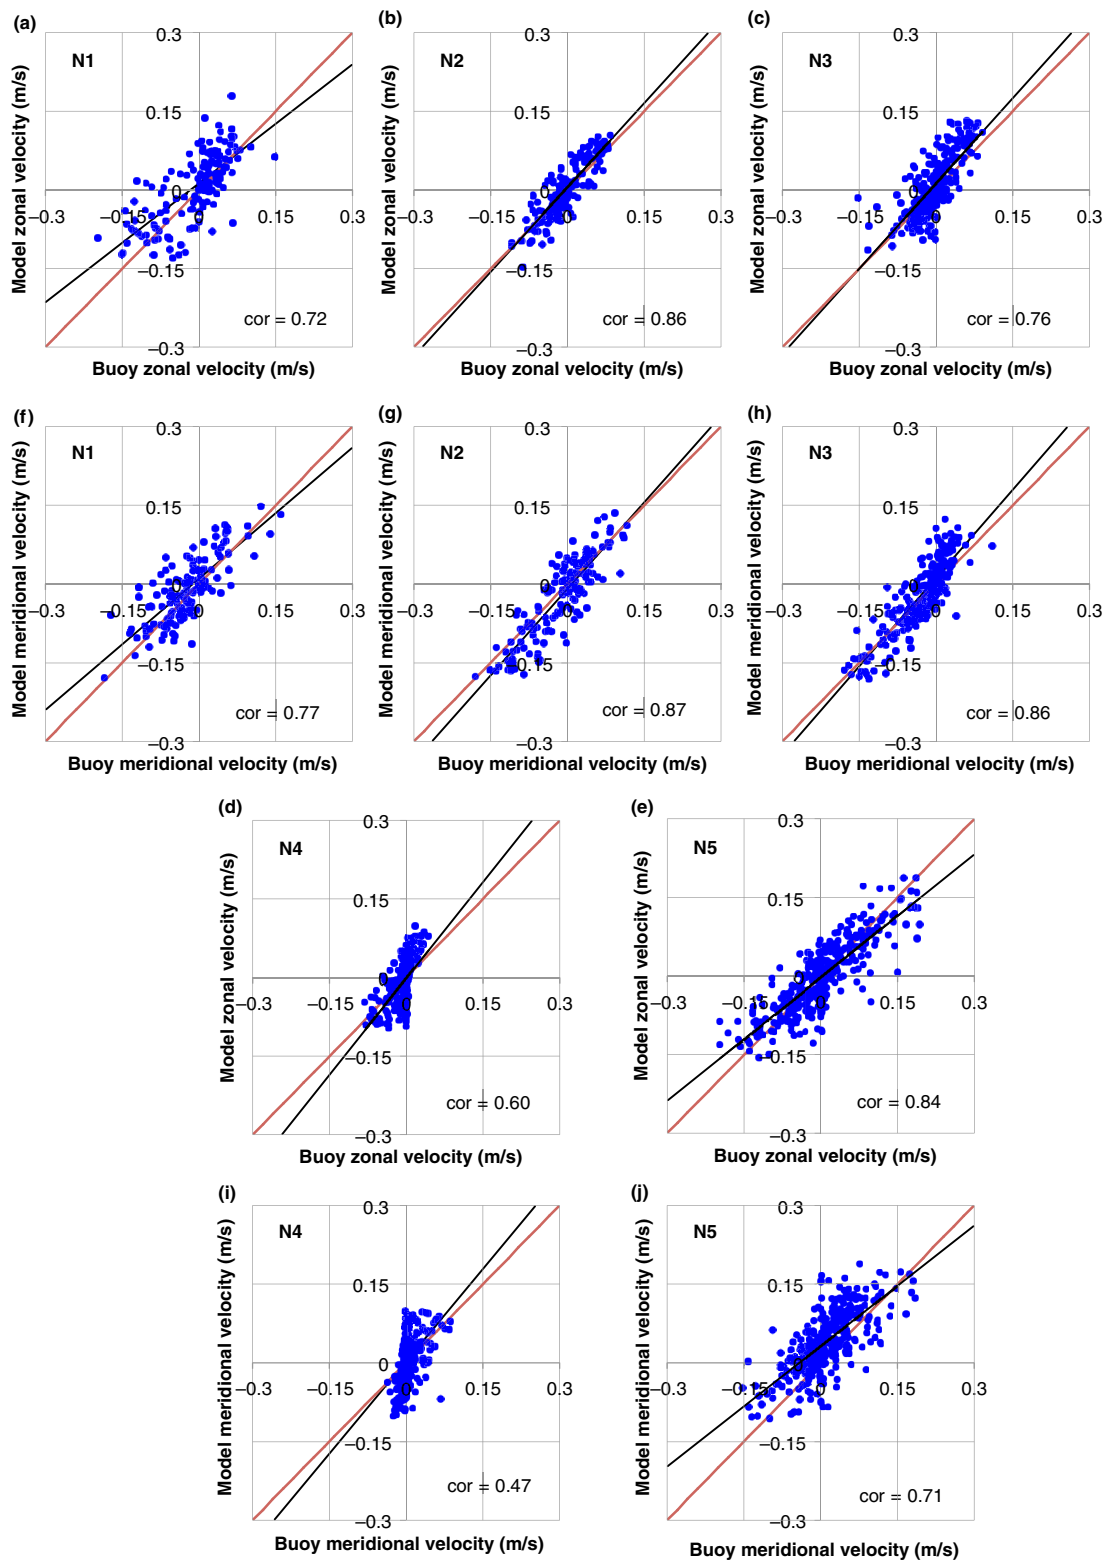 (a)
N1
Model zonal velocity (m/s)
0.3
0.15
0
−0.3
−0.15
0
0.15
0.3
−0.15
−0.3
cor = 0.72
Buoy zonal velocity (m/s)
(b)
N2
Model zonal velocity (m/s)
0.3
0.15
0
−0.3
−0.15
0
0.15
0.3
−0.15
−0.3
cor = 0.86
Buoy zonal velocity (m/s)
(c)
N3
Model zonal velocity (m/s)
0.3
0.15
0
−0.3
−0.15
0
0.15
0.3
−0.15
−0.3
cor = 0.76
Buoy zonal velocity (m/s)
(f)
N1
Model meridional velocity (m/s)
0.3
0.15
0
−0.3
−0.15
0
0.15
0.3
−0.15
−0.3
cor = 0.77
Buoy meridional velocity (m/s)
(g)
N2
Model meridional velocity (m/s)
0.3
0.15
0
−0.3
−0.15
0
0.15
0.3
−0.15
−0.3
cor = 0.87
Buoy meridional velocity (m/s)
(h)
N3
Model meridional velocity (m/s)
0.3
0.15
0
−0.3
−0.15
0
0.15
0.3
−0.15
−0.3
cor = 0.86
Buoy meridional velocity (m/s)
(d)
N4
Model zonal velocity (m/s)
0.3
0.15
0
−0.3
−0.15
0
0.15
0.3
−0.15
−0.3
cor = 0.60
Buoy zonal velocity (m/s)
(e)
N5
Model zonal velocity (m/s)
0.3
0.15
0
−0.3
−0.15
0
0.15
0.3
−0.15
−0.3
cor = 0.84
Buoy zonal velocity (m/s)
(i)
N4
Model meridional velocity (m/s)
0.3
0.15
0
−0.3
−0.15
0
0.15
0.3
−0.15
−0.3
cor = 0.47
Buoy meridional velocity (m/s)
(j)
N5
Model meridional velocity (m/s)
0.3
0.15
0
−0.3
−0.15
0
0.15
0.3
−0.15
−0.3
cor = 0.71
Buoy meridional velocity (m/s)